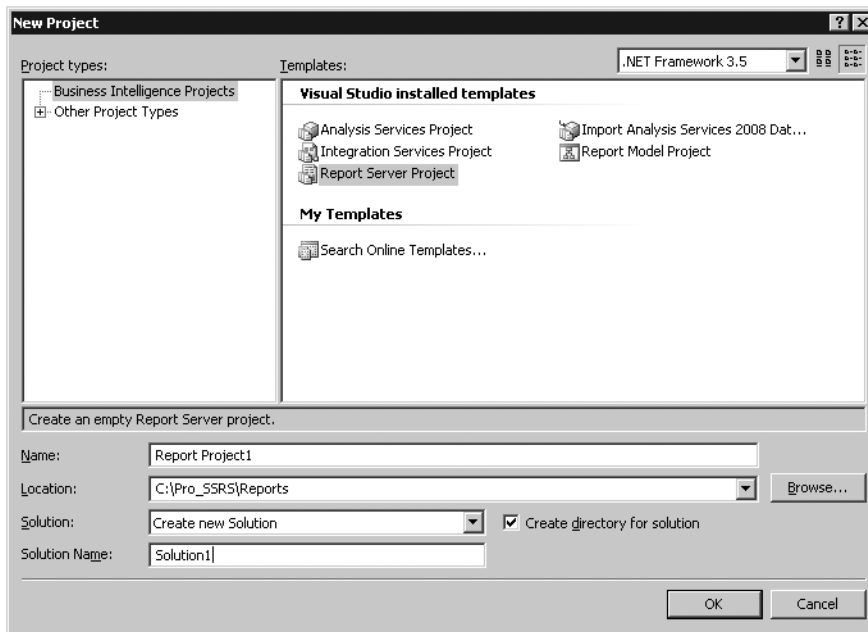 New Project
Project types:
Templates:
.NET Framework 3.5
Business Intelligence Projects
Other Project Types
Visual Studio installed templates
Analysis Services Project
Import Analysis Services 2008 Dat...
Integration Services Project
Report Model Project
Report Server Project
My Templates
Search Online Templates...
Create an empty Report Server project.
Name:
Report Project1
Location:
C:\Pro_SSRS\Reports
Browse...
Solution:
Create new Solution
Create directory for solution
Solution Name:
Solution1
OK
Cancel